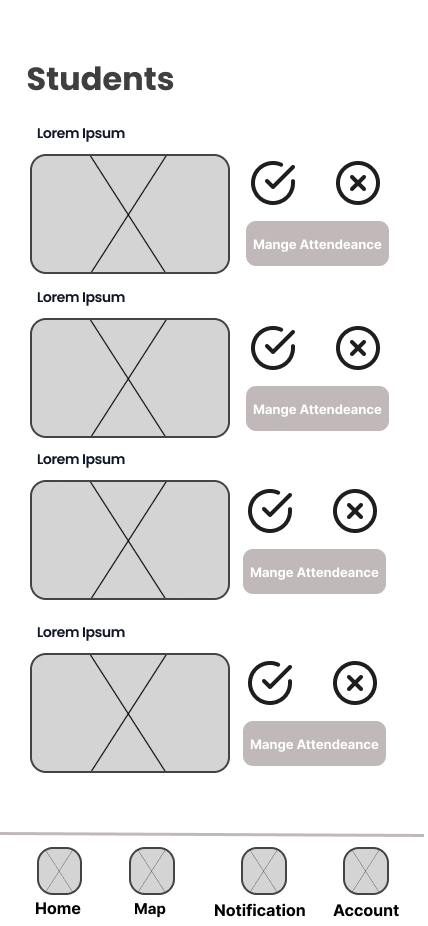 Students
Lorem Ipsum
Mange Attendeance
Lorem Ipsum
Mange Attendeance
Lorem Ipsum
Mange Attendeance
Lorem Ipsum
Mange Attendeance
Home
Map
Notification
Account